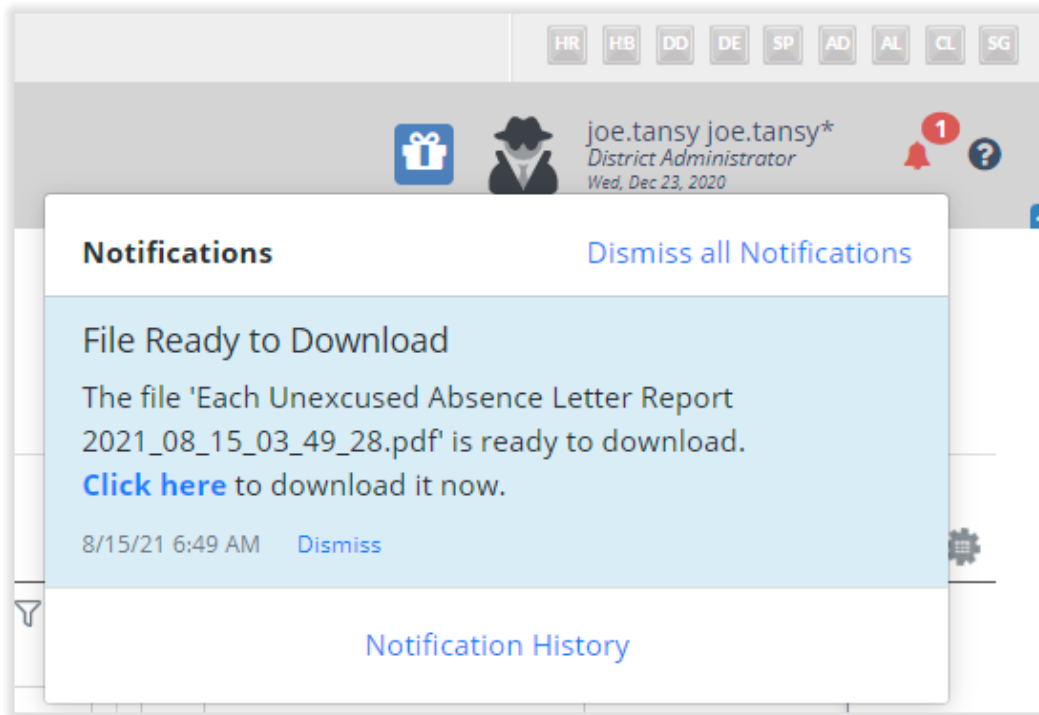 HR HB DD DE SP AD AL CL SG
joe.tansy joe.tansy*
District Administrator
Wed, Dec 23, 2020
1
?
Notifications
Dismiss all Notifications
File Ready to Download
The file 'Each Unexcused Absence Letter Report
2021_08_15_03_49_28.pdf' is ready to download.
Click here to download it now.
8/15/21 6:49 AM Dismiss
Notification History